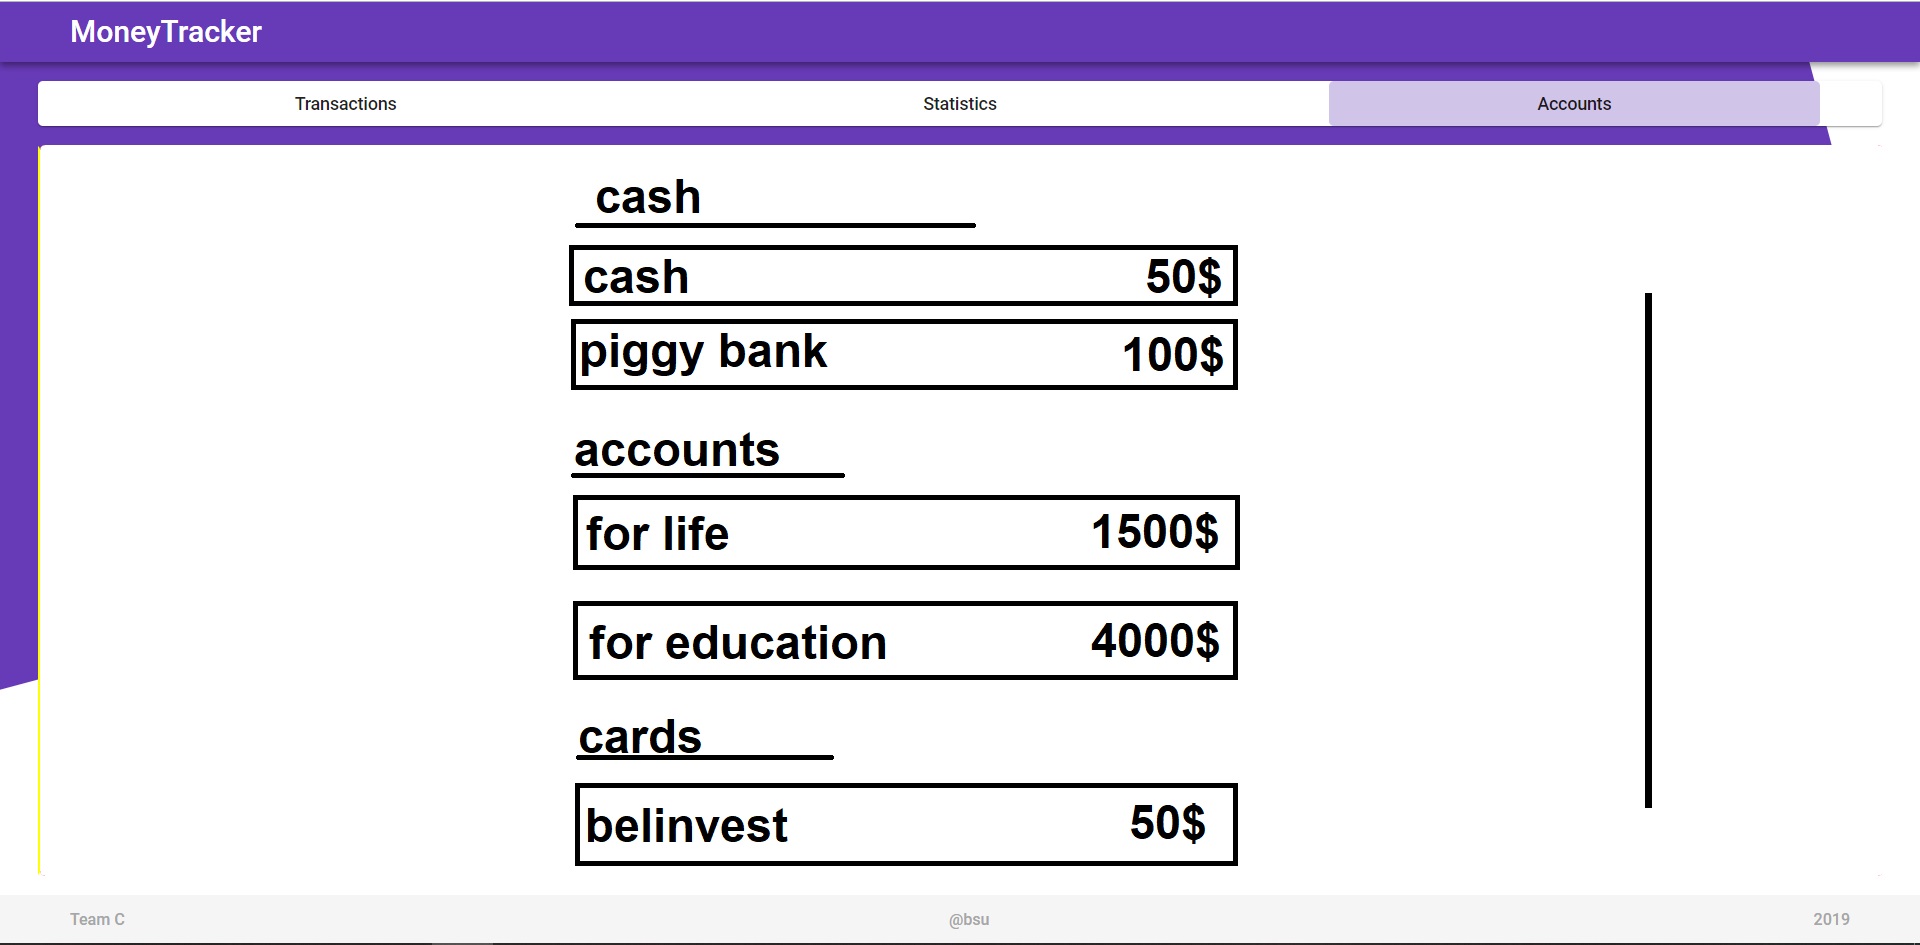 MoneyTracker
Transactions Statistics Accounts
cash
cash 50$
piggy bank 100$
accounts
for life 1500$
for education 4000$
cards
belinvest 50$
Team C @bsu 2019